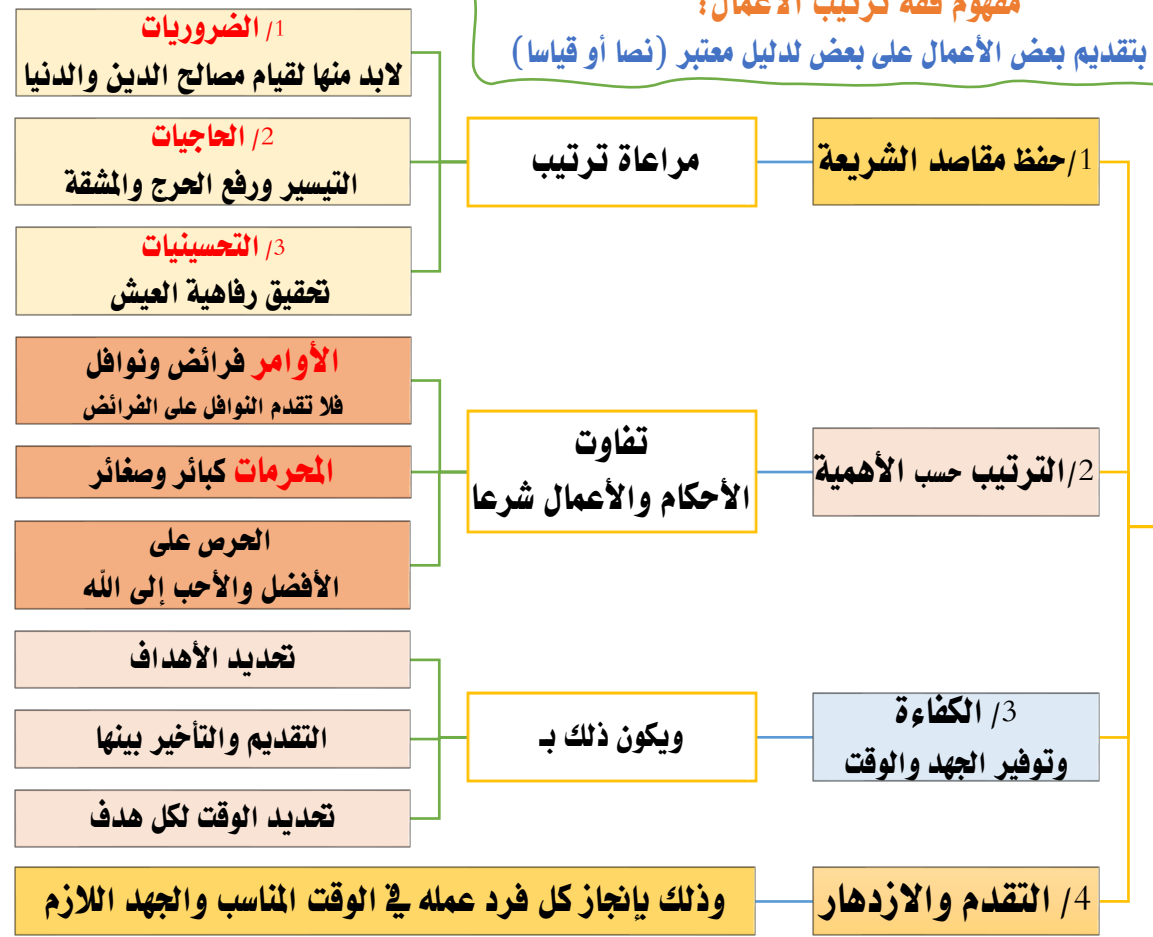 مفهوم فقه ترتيب الأعمال؛
بتقديم بعض الأعمال على بعض لدليل معتبر (نصا أو قياسا)
1/حفظ مقاصد الشريعة
مراعاة ترتيب
1/ الضروريات
لابد منها لقيام مصالح الدين والدنيا
2/ الحاجيات
التيسير ورفع الحرج والمشقة
3/ التحسينيات
تحقيق رفاهية العيش
2/الترتيب حسب الأهمية
تفاوت
الأحكام والأعمال شرعا
الأوامر فرائض ونوافل
فلا تقدم النوافل على الفرائض
المحرمات كبائر وصغائر
الحرص على
الأفضل والأحب إلى الله
3/ الكفاءة
وتوفير الجهد والوقت
ويكون ذلك بـ
تحديد الأهداف
التقديم والتأخير بينها
تحديد الوقت لكل هدف
4/ التقدم والازدهار
وذلك بإنجاز كل فرد عمله في الوقت المناسب والجهد اللازم